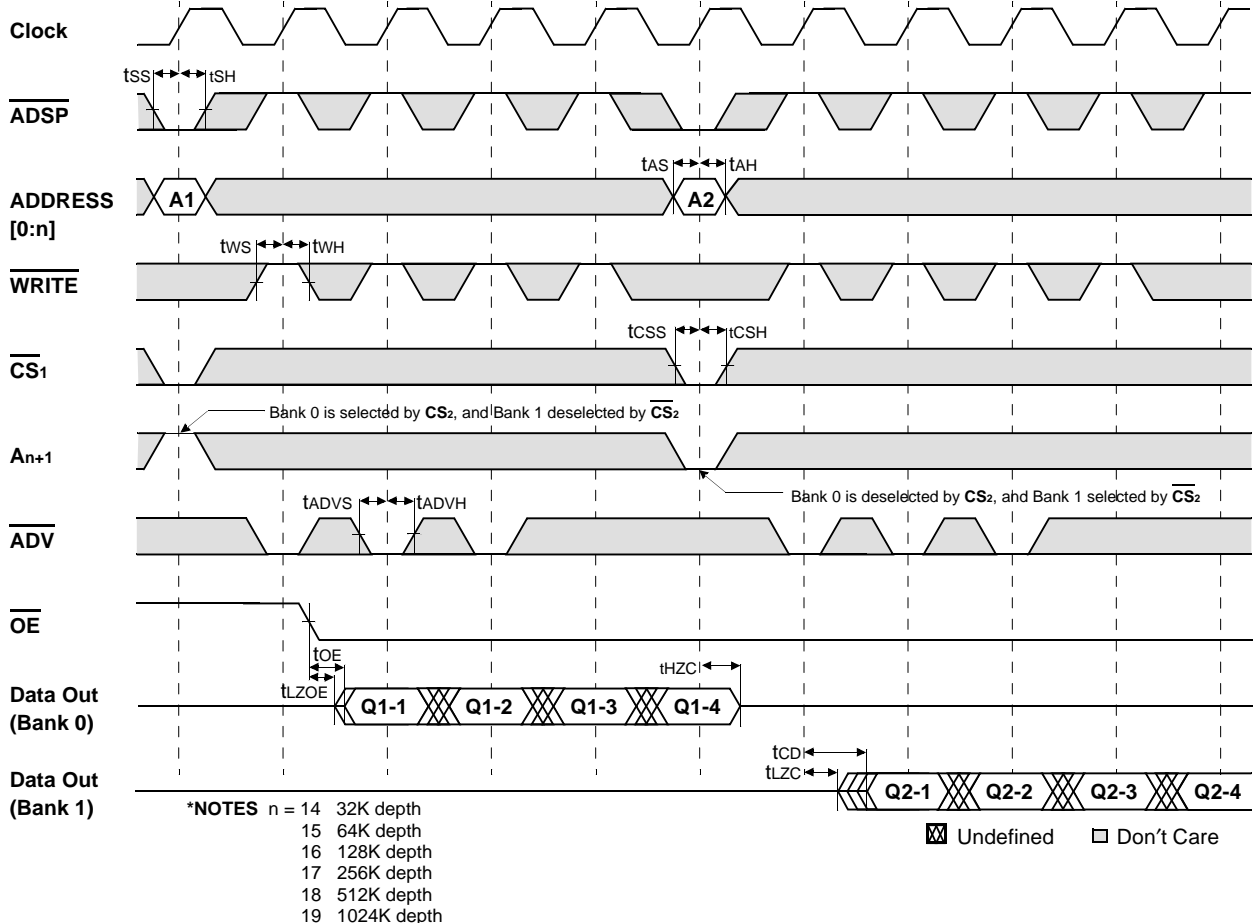 Clock
tSS tSH
ADSP
tAS tAH
ADDRESS
[0:n]
A1 A2
tWS tWH
WRITE
tCSS tCSH
CS1
Bank 0 is selected by CS2, and Bank 1 deselected by CS2
An+1
Bank 0 is deselected by CS2, and Bank 1 selected by CS2
tADVS tADVH
ADV
OE
tOE
tHZC
tLZOE
Data Out
(Bank 0)
Q1-1 Q1-2 Q1-3 Q1-4
tCD
tLZC
Data Out
(Bank 1)
Q2-1 Q2-2 Q2-3 Q2-4
*NOTES n = 14 32K depth
15 64K depth
16 128K depth
17 256K depth
18 512K depth
19 1024K depth
Undefined Don′t Care